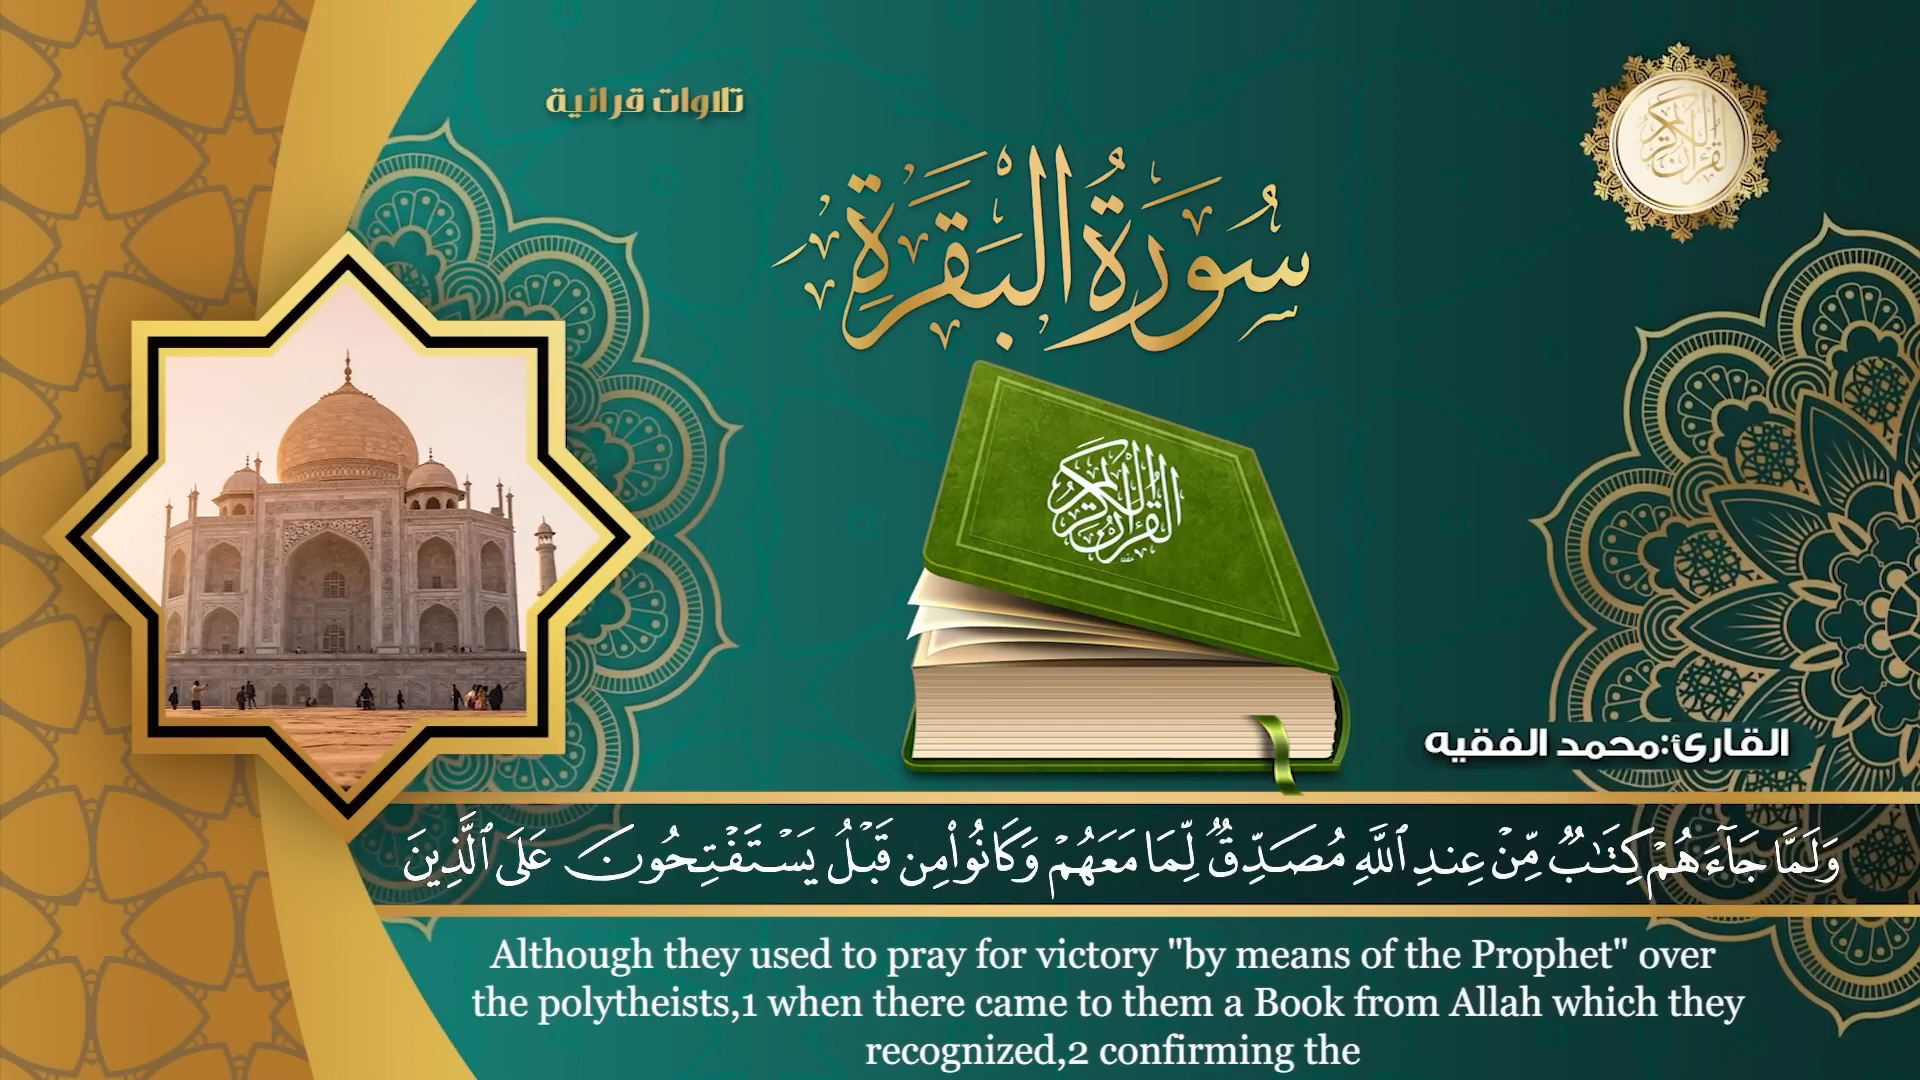 تلاوات قرانية
القرآن الكريم
سُورَةُ البَقَرَةِ
القرآن الكريم
القارئ:محمد الفقيه
وَلَمَّا جَآءَهُمْ كِتَٰبٌ مِّنْ عِندِ ٱللَّهِ مُصَدِّقٌ لِّمَا مَعَهُمْ وَكَانُوا۟ مِن قَبْلُ يَسْتَفْتِحُونَ عَلَى ٱلَّذِينَ
Although they used to pray for victory "by means of the Prophet" over
the polytheists,1 when there came to them a Book from Allah which they
recognized,2 confirming the